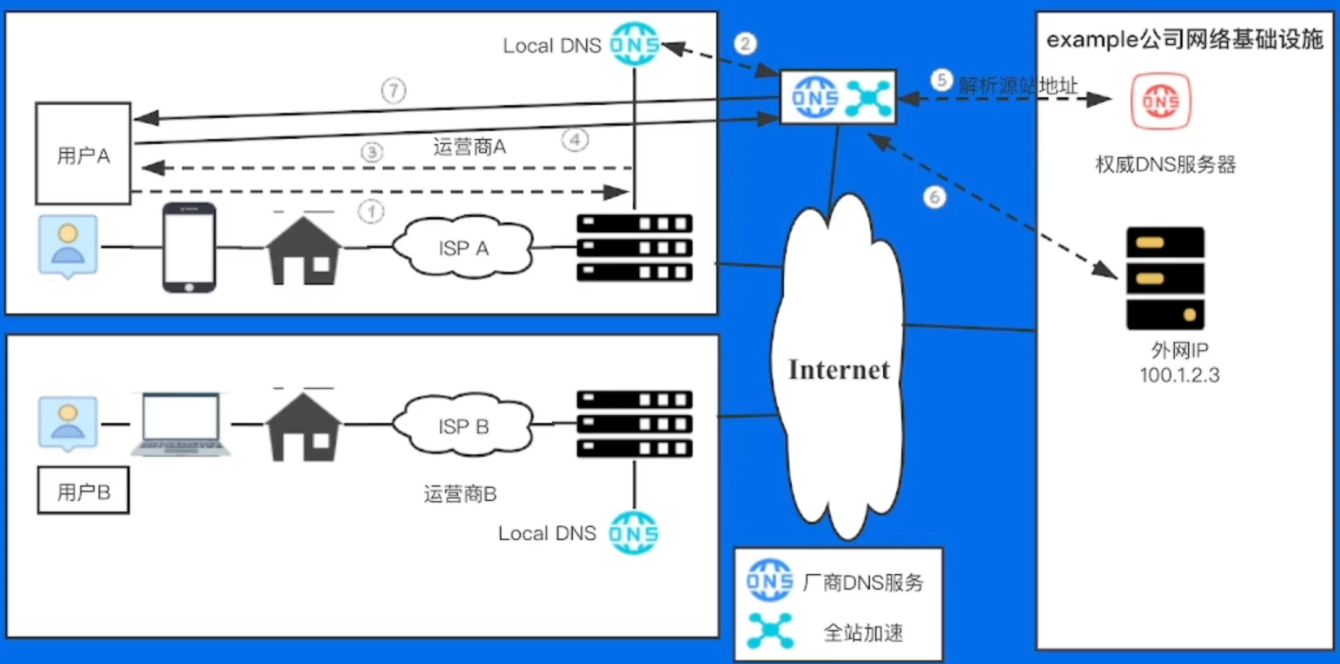 Local DNS
DNS
②
DNS
⑦
用户A
③
运营商A
④
①
ISP A
example公司网络基础设施
⑤
解析源站地址
DNS
权威DNS服务器
⑥
外网IP
100.1.2.3
Internet
用户B
ISP B
运营商B
Local DNS
DNS
DNS
厂商DNS服务
全站加速